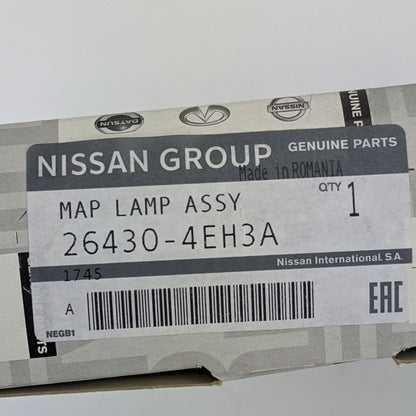 DATSUN
NISSAN
NISSAN GROUP
GENUINE PARTS
Made in ROMANIA
MAP LAMP ASSY
QTY 1
26430-4EH3A
Nissan International. S.A.
1745
A
NEGB1
EAC